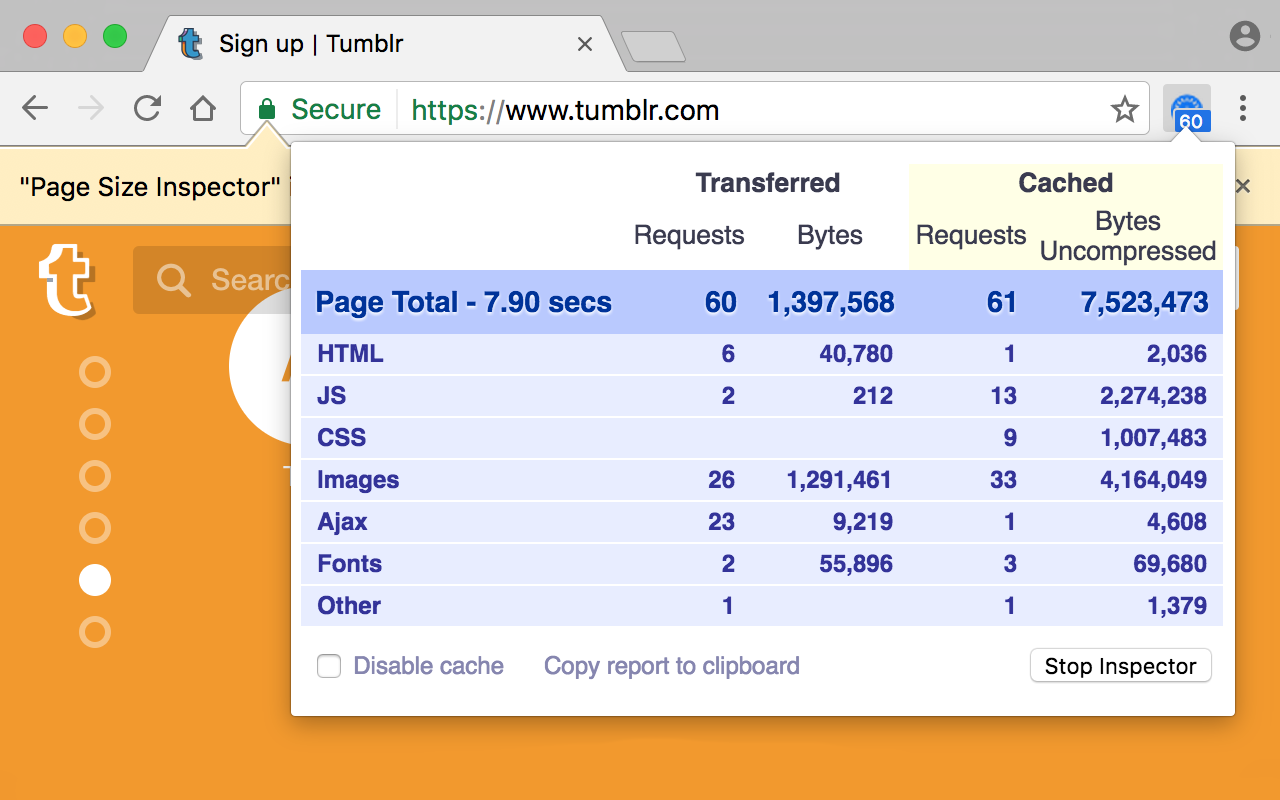 Sign up | Tumblr
Secure https://www.tumblr.com
60
"Page Size Inspector"
Transferred Cached
Requests Bytes Requests Bytes Uncompressed
Page Total - 7.90 secs 60 1,397,568 61 7,523,473
HTML 6 40,780 1 2,036
JS 2 212 13 2,274,238
CSS 9 1,007,483
Images 26 1,291,461 33 4,164,049
Ajax 23 9,219 1 4,608
Fonts 2 55,896 3 69,680
Other 1 1 1,379
Disable cache Copy report to clipboard Stop Inspector